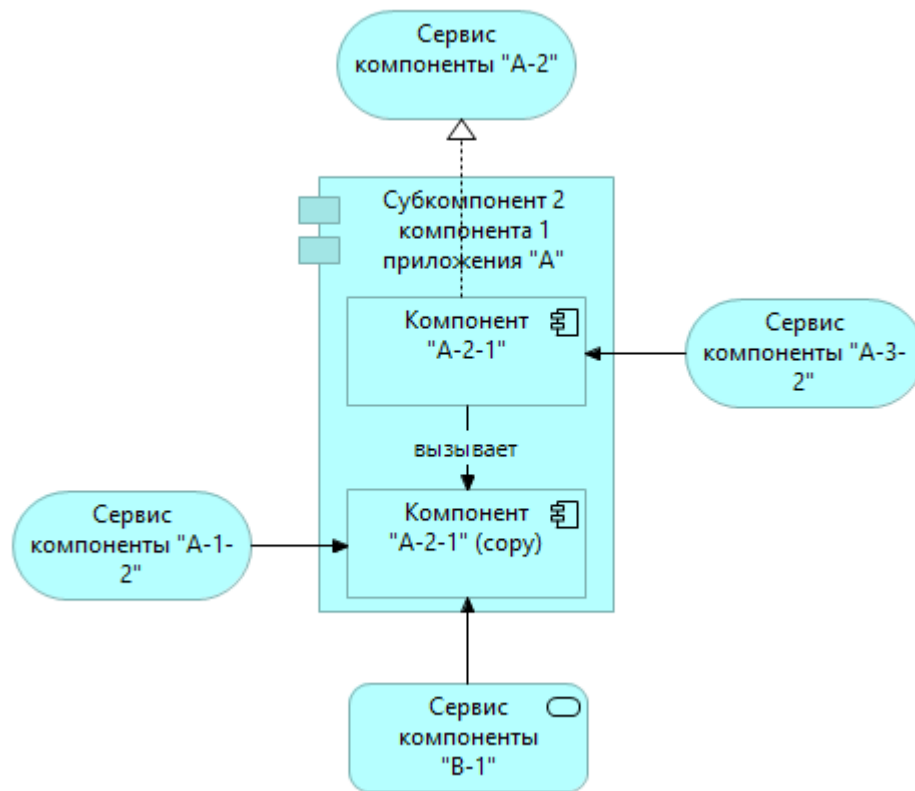 Сервис
компоненты "A-2"
Субкомпонент 2
компонента 1
приложения "A"
Компонент
"A-2-1"
Сервис
компоненты "A-3-
2"
вызывает
Компонент
"A-2-1" (copy)
Сервис
компоненты "A-1-
2"
Сервис
компоненты
"B-1"